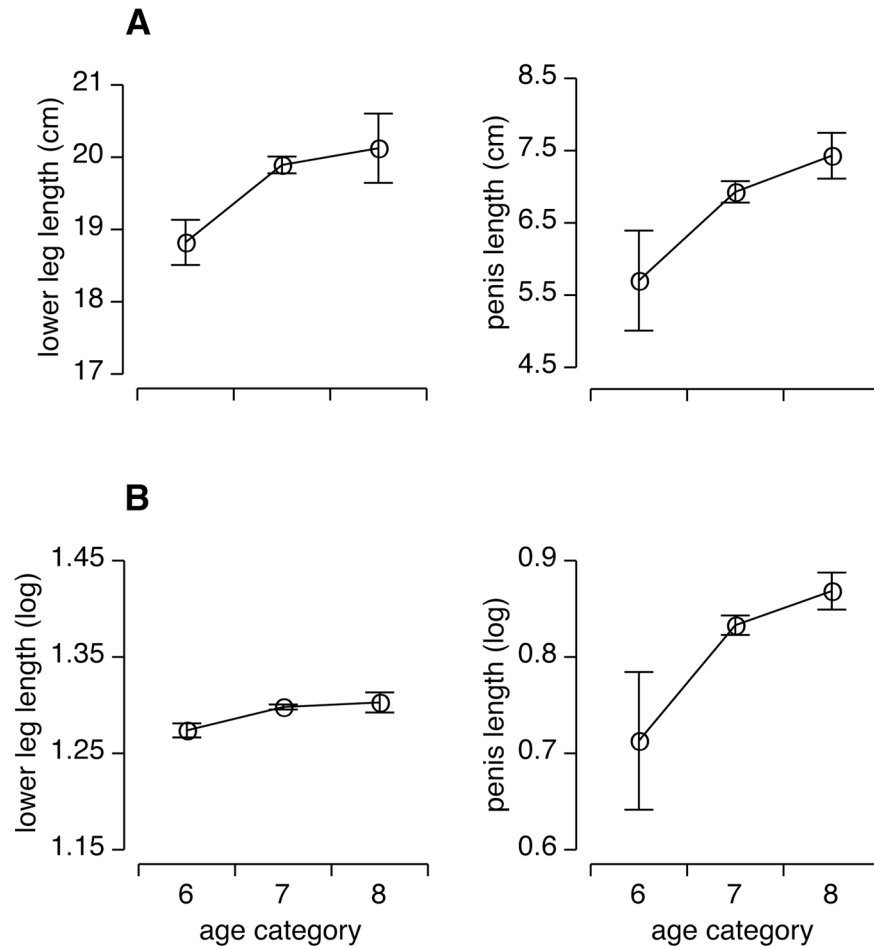 A
lower leg length (cm)
21
20
19
18
17
penis length (cm)
8.5
7.5
6.5
5.5
4.5
B
lower leg length (log)
1.45
1.35
1.25
1.15
6 7 8
age category
penis length (log)
0.9
0.8
0.7
0.6
6 7 8
age category